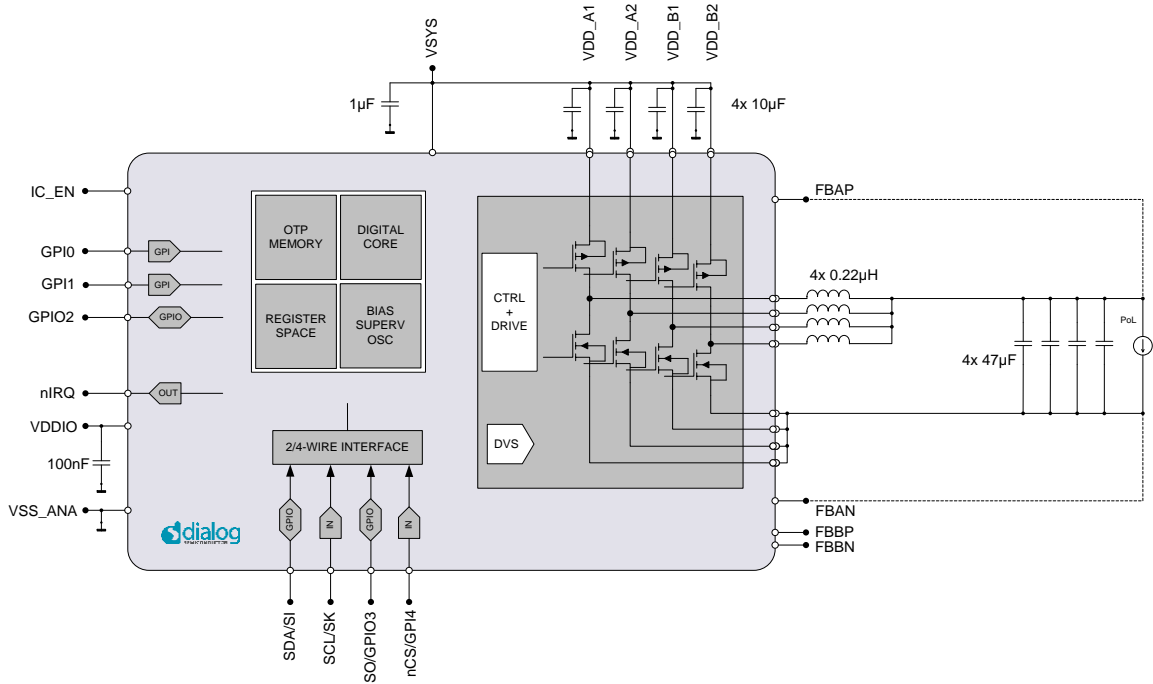 VSYS
VDD_A1
VDD_A2
VDD_B1
VDD_B2
1µF
4x 10µF
IC_EN
GPI0
GPI
GPI1
GPI
GPIO2
GPIO
nIRQ
OUT
VDDIO
100nF
VSS_ANA
OTP
MEMORY
DIGITAL
CORE
REGISTER
SPACE
BIAS
SUPERV
OSC
2/4-WIRE INTERFACE
GPIO
IN
GPIO
IN
SDA/SI
SCL/SK
SO/GPIO3
nCS/GPI4
dialog
SEMICONDUCTOR
CTRL
+
DRIVE
DVS
FBAP
4x 0.22µH
4x 47µF
PoL
FBAN
FBBP
FBBN